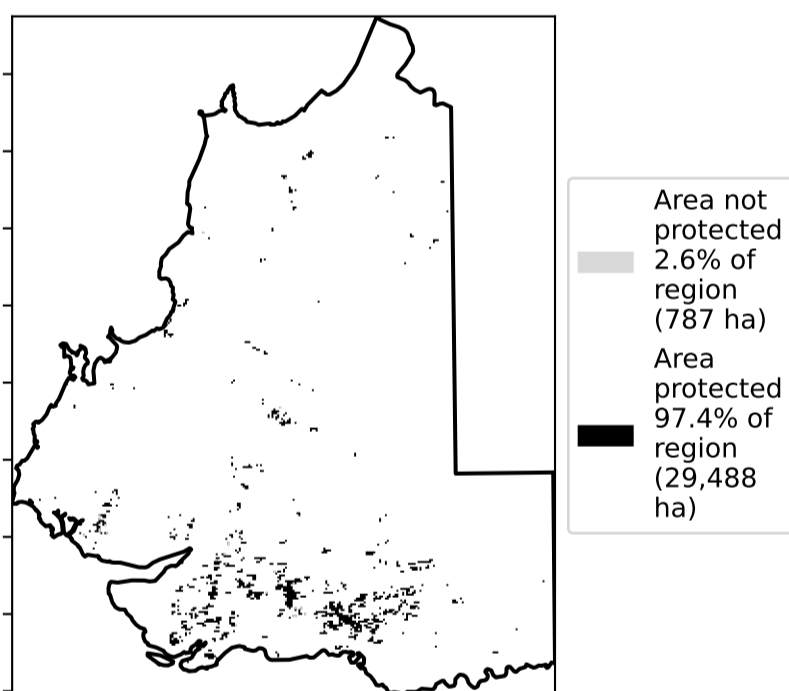 Area not
protected
2.6% of
region
(787 ha)
Area
protected
97.4% of
region
(29,488
ha)